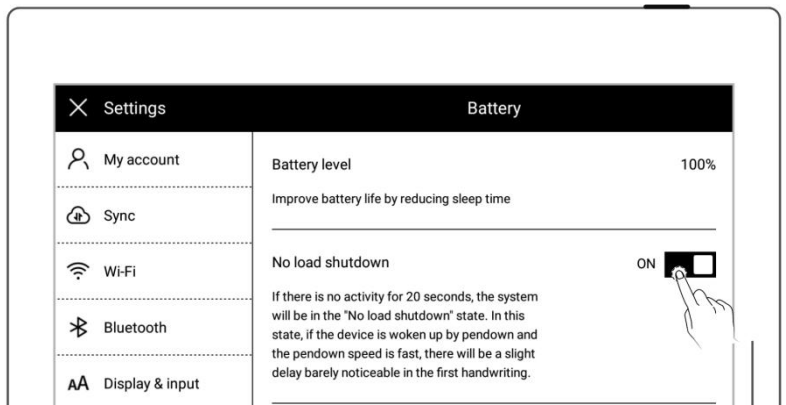 Settings
Battery
My account
Sync
Wi-Fi
Bluetooth
AA Display & input
Battery level
100%
Improve battery life by reducing sleep time
No load shutdown
ON
If there is no activity for 20 seconds, the system
will be in the "No load shutdown" state. In this
state, if the device is woken up by pendown and
the pendown speed is fast, there will be a slight
delay barely noticeable in the first handwriting.